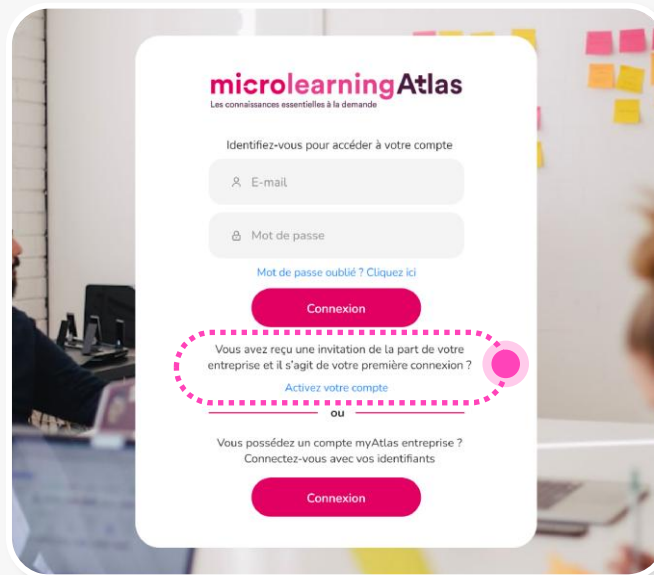 microlearningAtlas
Les connaissances essentielles à la demande
Identifiez-vous pour accéder à votre compte
E-mail
Mot de passe
Mot de passe oublié ? Cliquez ici
Connexion
Vous avez reçu une invitation de la part de votre
entreprise et il s'agit de votre première connexion ?
Activez votre compte
ou
Vous possédez un compte myAtlas entreprise ?
Connectez-vous avec vos identifiants
Connexion